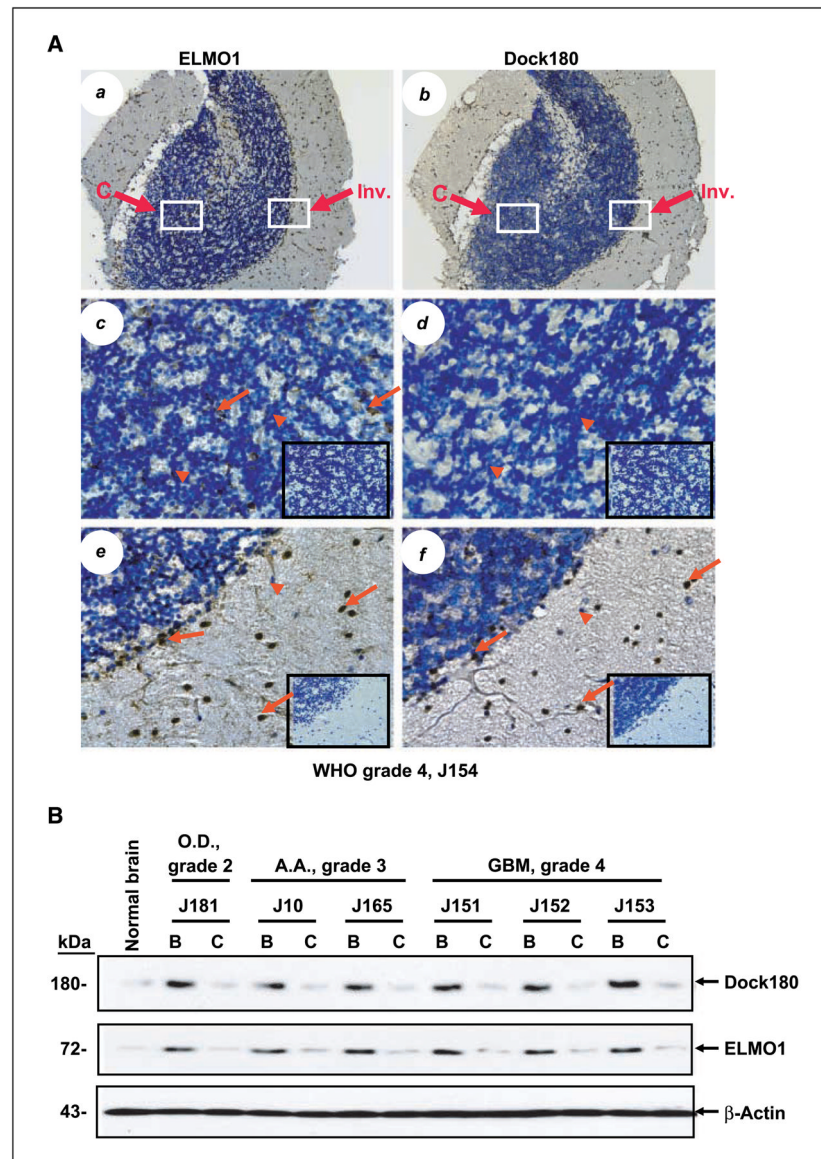 A
ELMO1 Dock180
a b
C Inv. C Inv.
c d
e f
WHO grade 4, J154
B
Normal brain
O.D., grade 2 A.A., grade 3 GBM, grade 4
J181 J10 J165 J151 J152 J153
kDa B C B C B C B C B C B C
180- Dock180
72- ELMO1
43- β-Actin